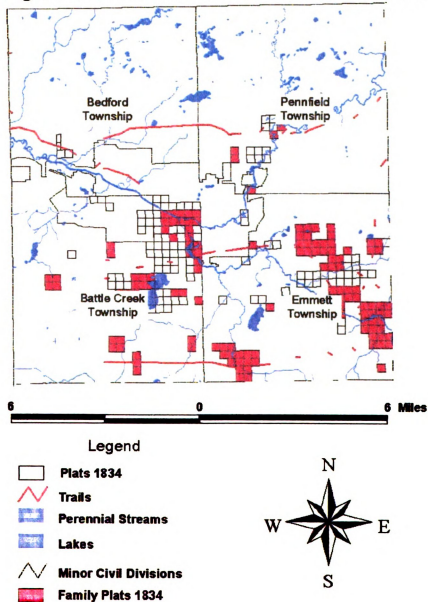 Bedford
Township
Pennfield
Township
Battle Creek
Township
Emmett
Township
6 0 6 Miles
Legend
Plats 1834
Trails
Perennial Streams
Lakes
Minor Civil Divisions
Family Plats 1834
N
W E
S